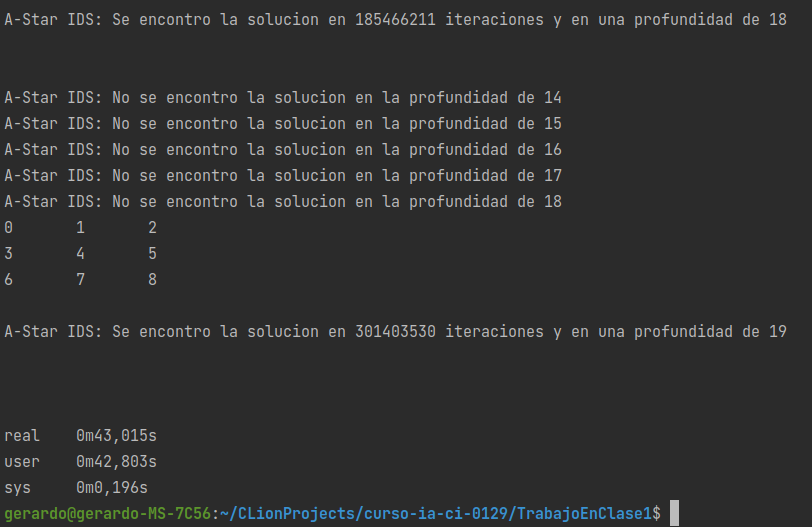 A-Star IDS: Se encontro la solucion en 185466211 iteraciones y en una profundidad de 18
A-Star IDS: No se encontro la solucion en la profundidad de 14
A-Star IDS: No se encontro la solucion en la profundidad de 15
A-Star IDS: No se encontro la solucion en la profundidad de 16
A-Star IDS: No se encontro la solucion en la profundidad de 17
A-Star IDS: No se encontro la solucion en la profundidad de 18
0 1 2
3 4 5
6 7 8
A-Star IDS: Se encontro la solucion en 301403530 iteraciones y en una profundidad de 19
real 0m43,015s
user 0m42,803s
sys 0m0,196s
gerardo@gerardo-MS-7C56:~/CLionProjects/curso-ia-ci-0129/TrabajoEnClase1$